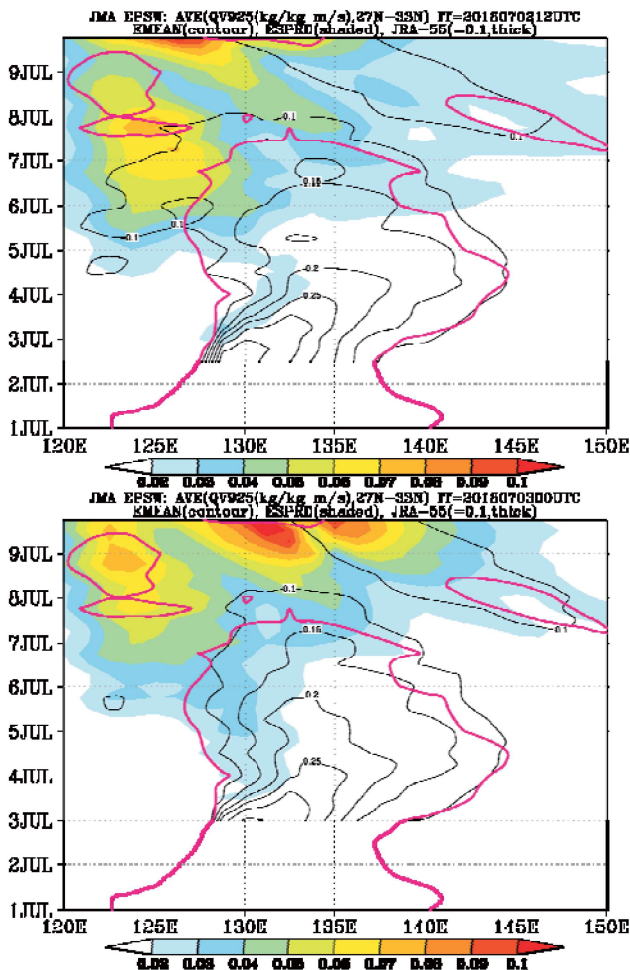 JMA EPSW: AVE(QV925(kg/kg m/s),27N-33N) FT=2018070212UTC
EMEAN(contour), ESPRD(shaded), JRA-55(=0.1,thick)
9JUL
8JUL
7JUL
6JUL
5JUL
4JUL
3JUL
2JUL
1JUL
0.1
0.1
0.15
0.1
0.2
0.25
120E 125E 130E 135E 140E 145E 150E
0.02 0.03 0.04 0.05 0.06 0.07 0.08 0.09 0.1
JMA EPSW: AVE(QV925(kg/kg m/s),27N-33N) FT=2018070300UTC
EMEAN(contour), ESPRD(shaded), JRA-55(=0.1,thick)
9JUL
8JUL
7JUL
6JUL
5JUL
4JUL
3JUL
2JUL
1JUL
0.1
0.1
0.15
0.2
0.25
120E 125E 130E 135E 140E 145E 150E
0.02 0.03 0.04 0.05 0.06 0.07 0.08 0.09 0.1